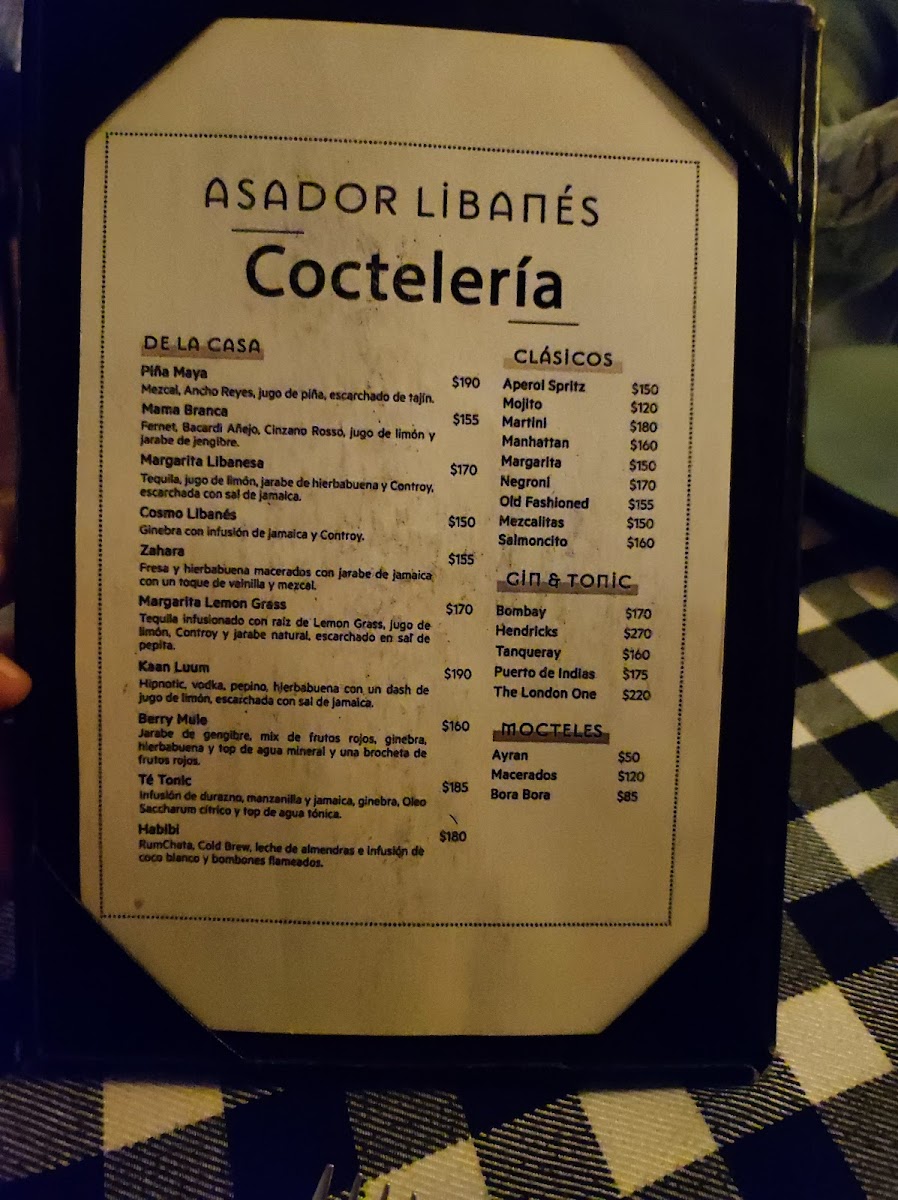 ASADOR LIBANÉS
Coctelería
DE LA CASA
Piña Maya $190
Mezcal, Ancho Reyes, jugo de piña, escarchado de tajín.
Mama Branca $155
Fernet, Bacardi Añejo, Cinzano Rosso, jugo de limón y
jarabe de jengibre.
Margarita Libanesa $170
Tequila, jugo de limón, jarabe de hierbabuena y Controy,
escarchada con sal de jamaica.
Cosmo Libanés $150
Ginebra con infusión de jamaica y Controy.
Zahara $155
Fresa y hierbabuena macerados con jarabe de jamaica
con un toque de vainilla y mezcal.
Margarita Lemon Grass $170
Tequila infusionado con raíz de Lemon Grass, jugo de
limón, Controy y jarabe natural, escarchado en sal de
pepita.
Kaan Luum $190
Hipnotic, vodka, pepino, hierbabuena con un dash de
jugo de limón, escarchada con sal de jamaica.
Berry Mule $160
Jarabe de gengibre, mix de frutos rojos, ginebra,
hierbabuena y top de agua mineral y una brocheta de
frutos rojos.
Té Tonic $185
Infusión de durazno, manzanilla y jamaica, ginebra, Oleo
Saccharum cítrico y top de agua tónica.
Habibi $180
RumChata, Cold Brew, leche de almendras e infusión de
coco blanco y bombones flameados.
CLÁSICOS
Aperol Spritz $150
Mojito $120
Martini $180
Manhattan $160
Margarita $150
Negroni $170
Old Fashioned $155
Mezcalitas $150
Salmoncito $160
GIN & TONIC
Bombay $170
Hendricks $270
Tanqueray $160
Puerto de Indias $175
The London One $220
MOCTELES
Ayran $50
Macerados $120
Bora Bora $85